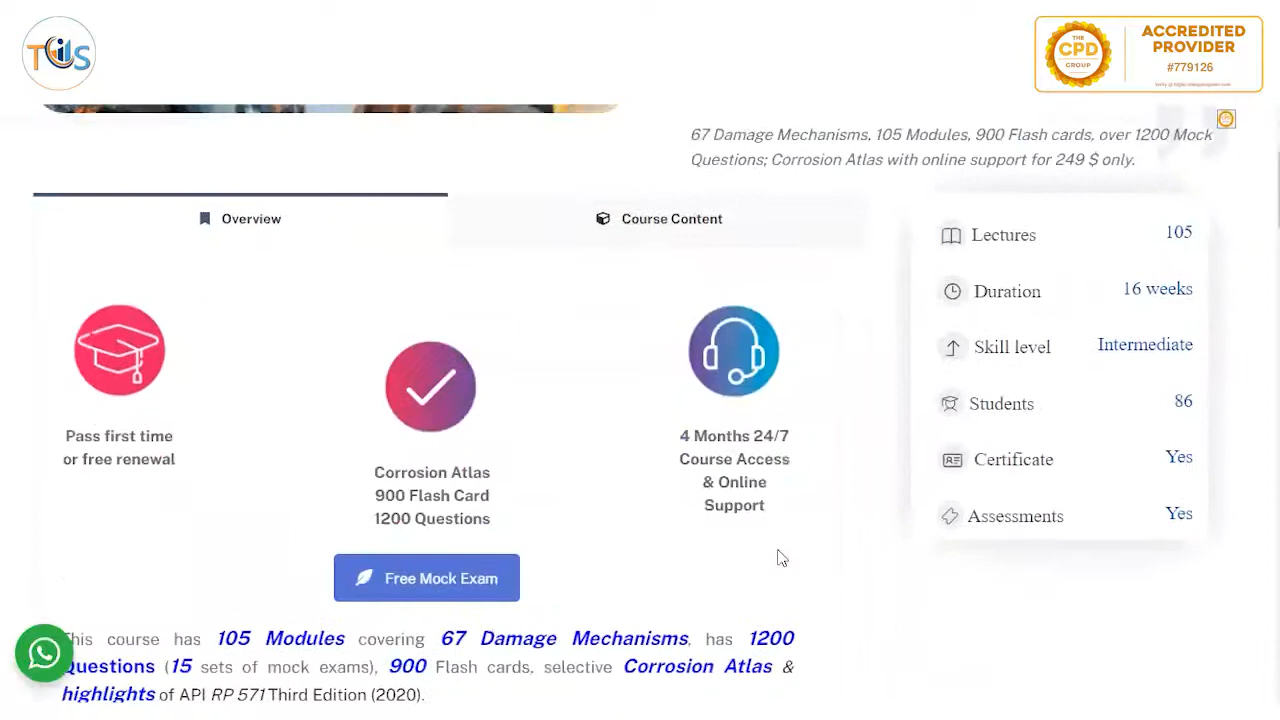 TCIIS
THE
CPD
GROUP
ACCREDITED
PROVIDER
#779126
67 Damage Mechanisms, 105 Modules, 900 Flash cards, over 1200 Mock
Questions; Corrosion Atlas with online support for 249 $ only.
Overview
Course Content
Lectures 105
Duration 16 weeks
Skill level Intermediate
Students 86
Certificate Yes
Assessments Yes
Pass first time
or free renewal
Corrosion Atlas
900 Flash Card
1200 Questions
4 Months 24/7
Course Access
& Online
Support
Free Mock Exam
This course has 105 Modules covering 67 Damage Mechanisms, has 1200
Questions (15 sets of mock exams), 900 Flash cards, selective Corrosion Atlas &
highlights of API RP 571 Third Edition (2020).